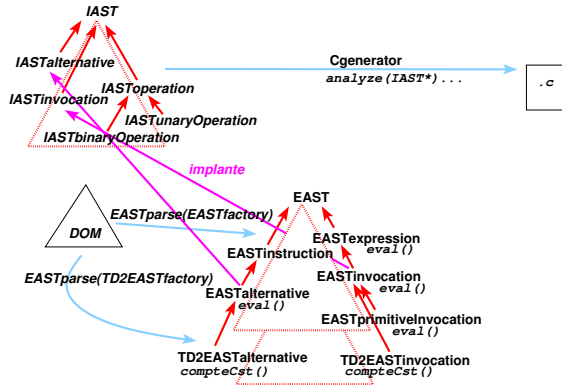 IAST
IASTalternative
Cgenerator
analyze(IAST*)...
.c
IASToperation
IASTinvocation
IASTunaryOperation
IASTbinaryOperation
implante
EAST
EASTparse(EASTfactory)
DOM
EASTexpression
eval()
EASTinstruction
EASTparse(TD2EASTfactory)
EASTinvocation
eval()
EASTalternative
eval()
EASTprimitiveInvocation
eval()
TD2EASTalternative
compteCst()
TD2EASTinvocation
compteCst()